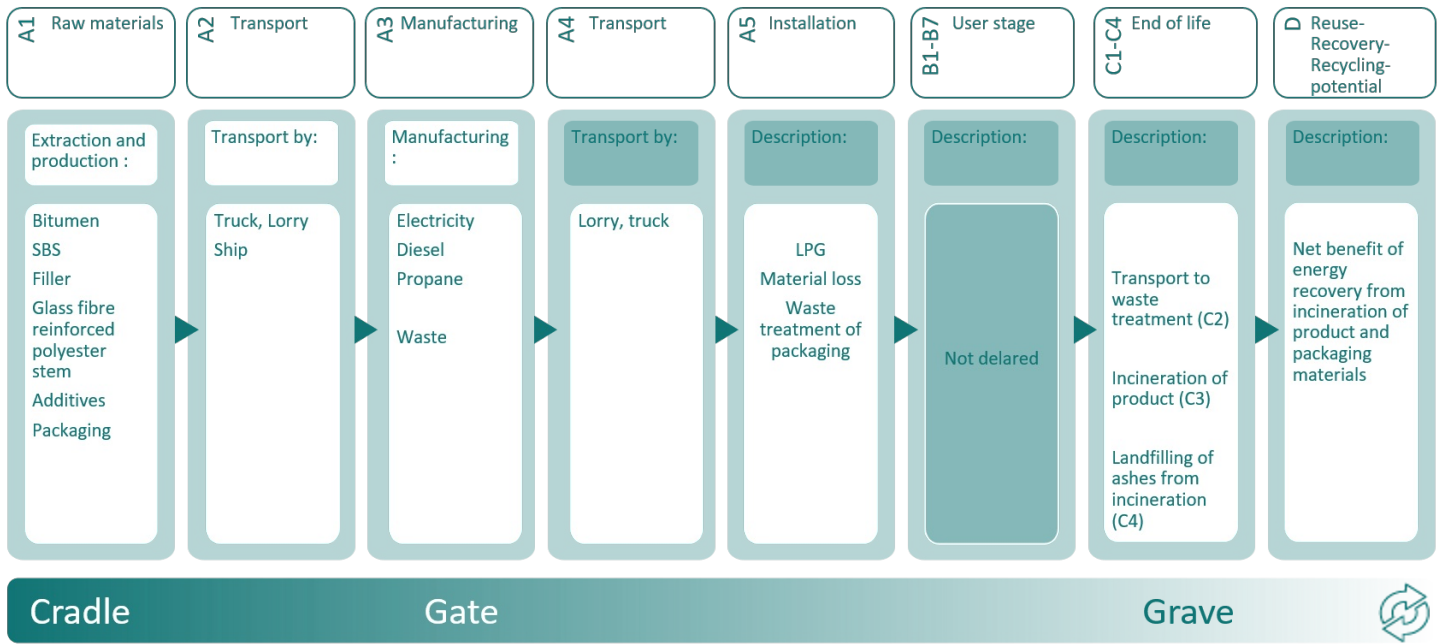 A1 Raw materials
A2 Transport
A3 Manufacturing
A4 Transport
A5 Installation
B1-B7 User stage
C1-C4 End of life
D Reuse-
Recovery-
Recycling-
potential
Extraction and
production :
Bitumen
SBS
Filler
Glass fibre
reinforced
polyester
stem
Additives
Packaging
Transport by:
Truck, Lorry
Ship
Manufacturing
:
Electricity
Diesel
Propane
Waste
Transport by:
Lorry, truck
Description:
LPG
Material loss
Waste
treatment of
packaging
Description:
Not delared
Description:
Transport to
waste
treatment (C2)
Incineration of
product (C3)
Landfilling of
ashes from
incineration
(C4)
Description:
Net benefit of
energy
recovery from
incineration of
product and
packaging
materials
Cradle
Gate
Grave